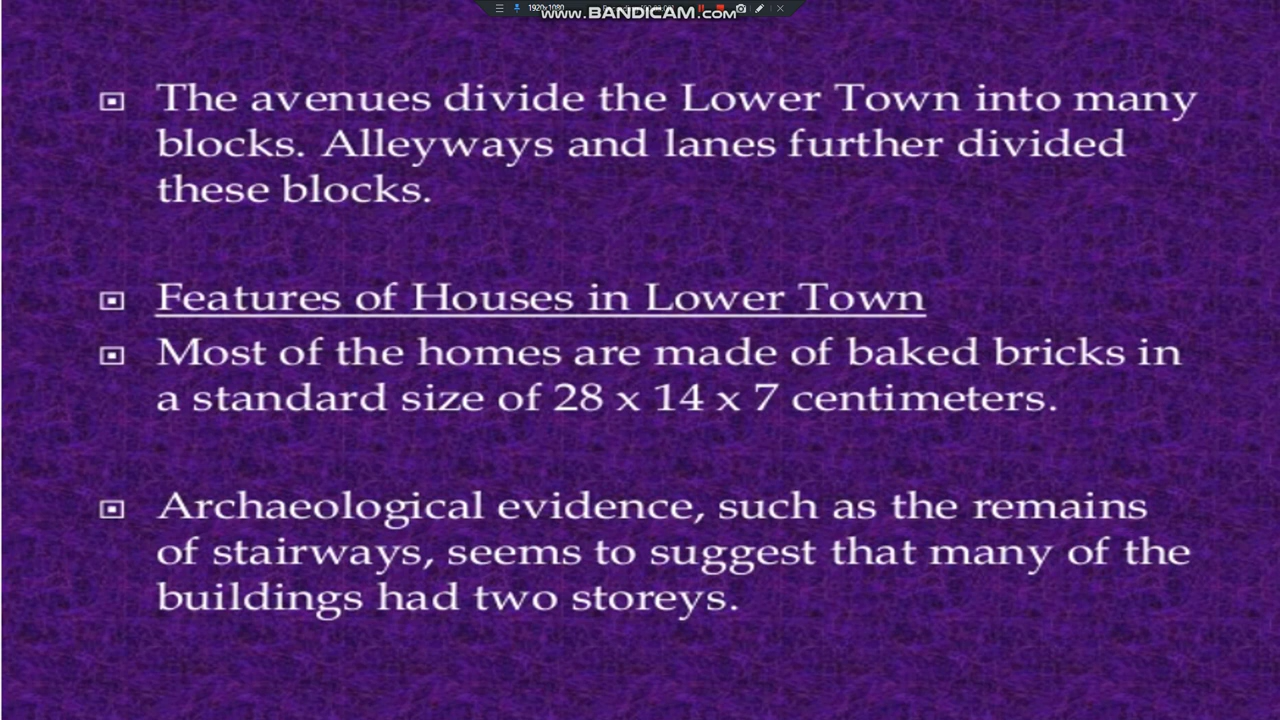 1920x1080
www.BANDICAM.com
The avenues divide the Lower Town into many
blocks. Alleyways and lanes further divided
these blocks.
Features of Houses in Lower Town
Most of the homes are made of baked bricks in
a standard size of 28 x 14 x 7 centimeters.
Archaeological evidence, such as the remains
of stairways, seems to suggest that many of the
buildings had two storeys.